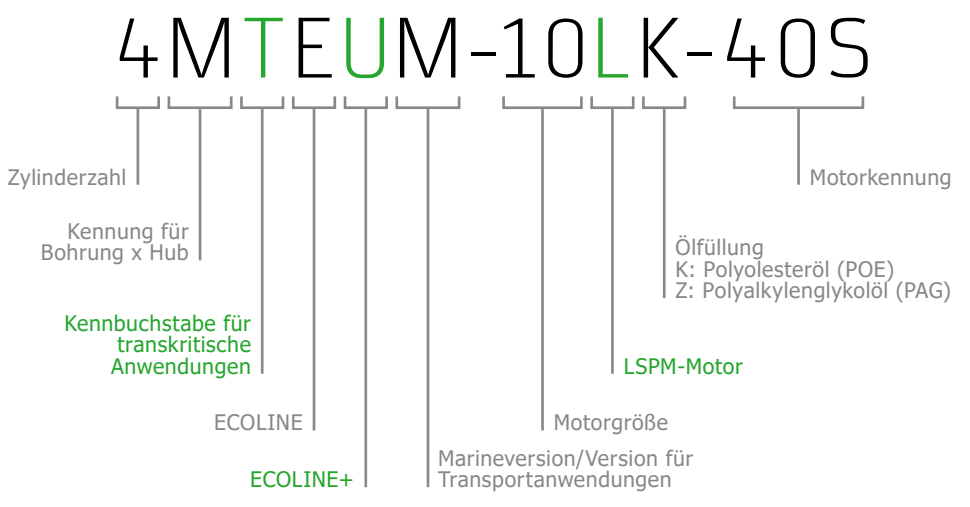 4MTEUM-10LK-40S
Zylinderzahl
Motorkennung
Kennung für
Bohrung x Hub
Ölfüllung
K: Polyolesteröl (POE)
Z: Polyalkylenglykolöl (PAG)
Kennbuchstabe für
transkritische
Anwendungen
LSPM-Motor
ECOLINE
Motorgröße
ECOLINE+
Marineversion/Version für
Transportanwendungen